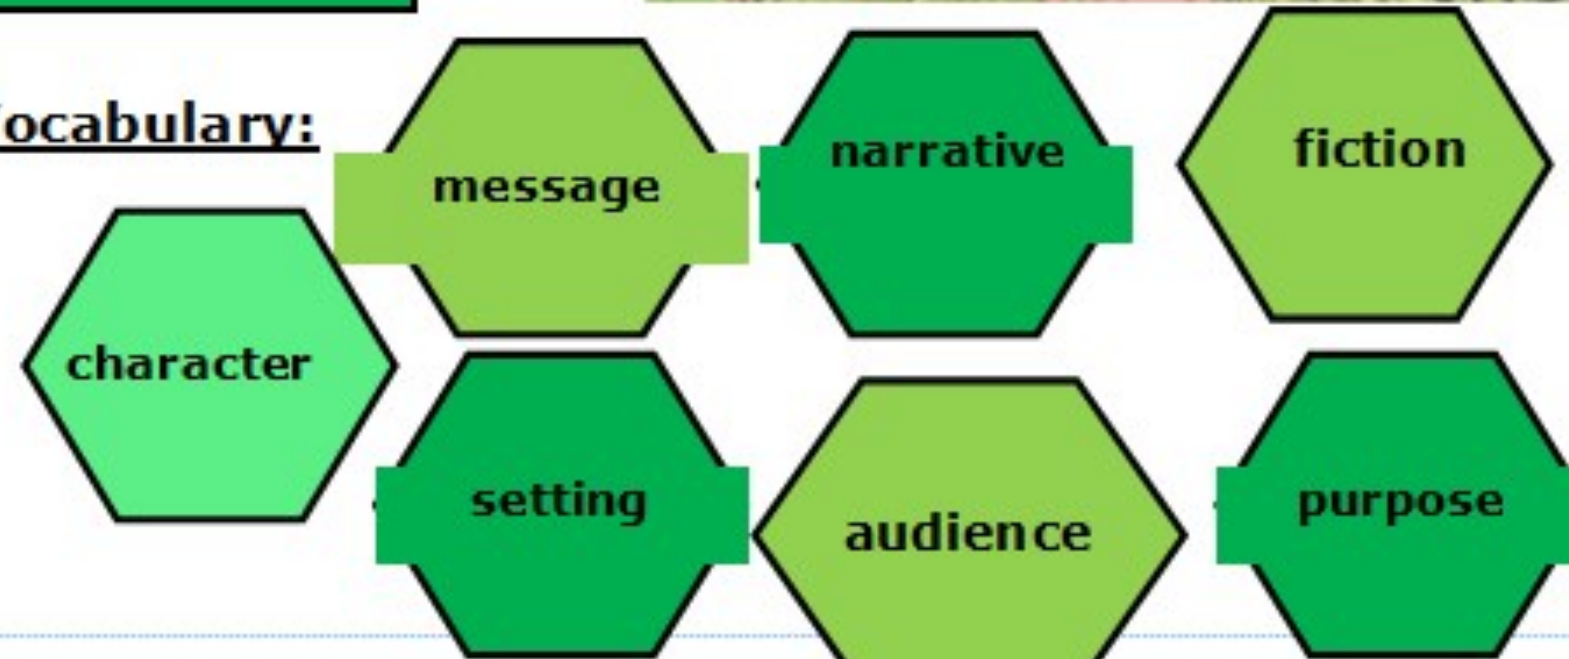 ocabulary:
message
narrative
fiction
character
setting
audience
purpose